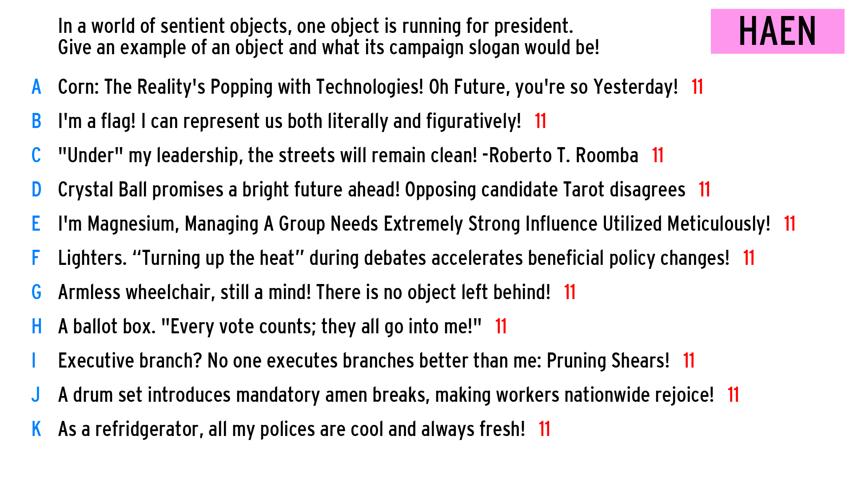 In a world of sentient objects, one object is running for president.
Give an example of an object and what its campaign slogan would be!
HAEN
A Corn: The Reality's Popping with Technologies! Oh Future, you're so Yesterday! 11
B I'm a flag! I can represent us both literally and figuratively! 11
C "Under" my leadership, the streets will remain clean! -Roberto T. Roomba 11
D Crystal Ball promises a bright future ahead! Opposing candidate Tarot disagrees 11
E I'm Magnesium, Managing A Group Needs Extremely Strong Influence Utilized Meticulously! 11
F Lighters. “Turning up the heat” during debates accelerates beneficial policy changes! 11
G Armless wheelchair, still a mind! There is no object left behind! 11
H A ballot box. "Every vote counts; they all go into me!" 11
I Executive branch? No one executes branches better than me: Pruning Shears! 11
J A drum set introduces mandatory amen breaks, making workers nationwide rejoice! 11
K As a refridgerator, all my polices are cool and always fresh! 11